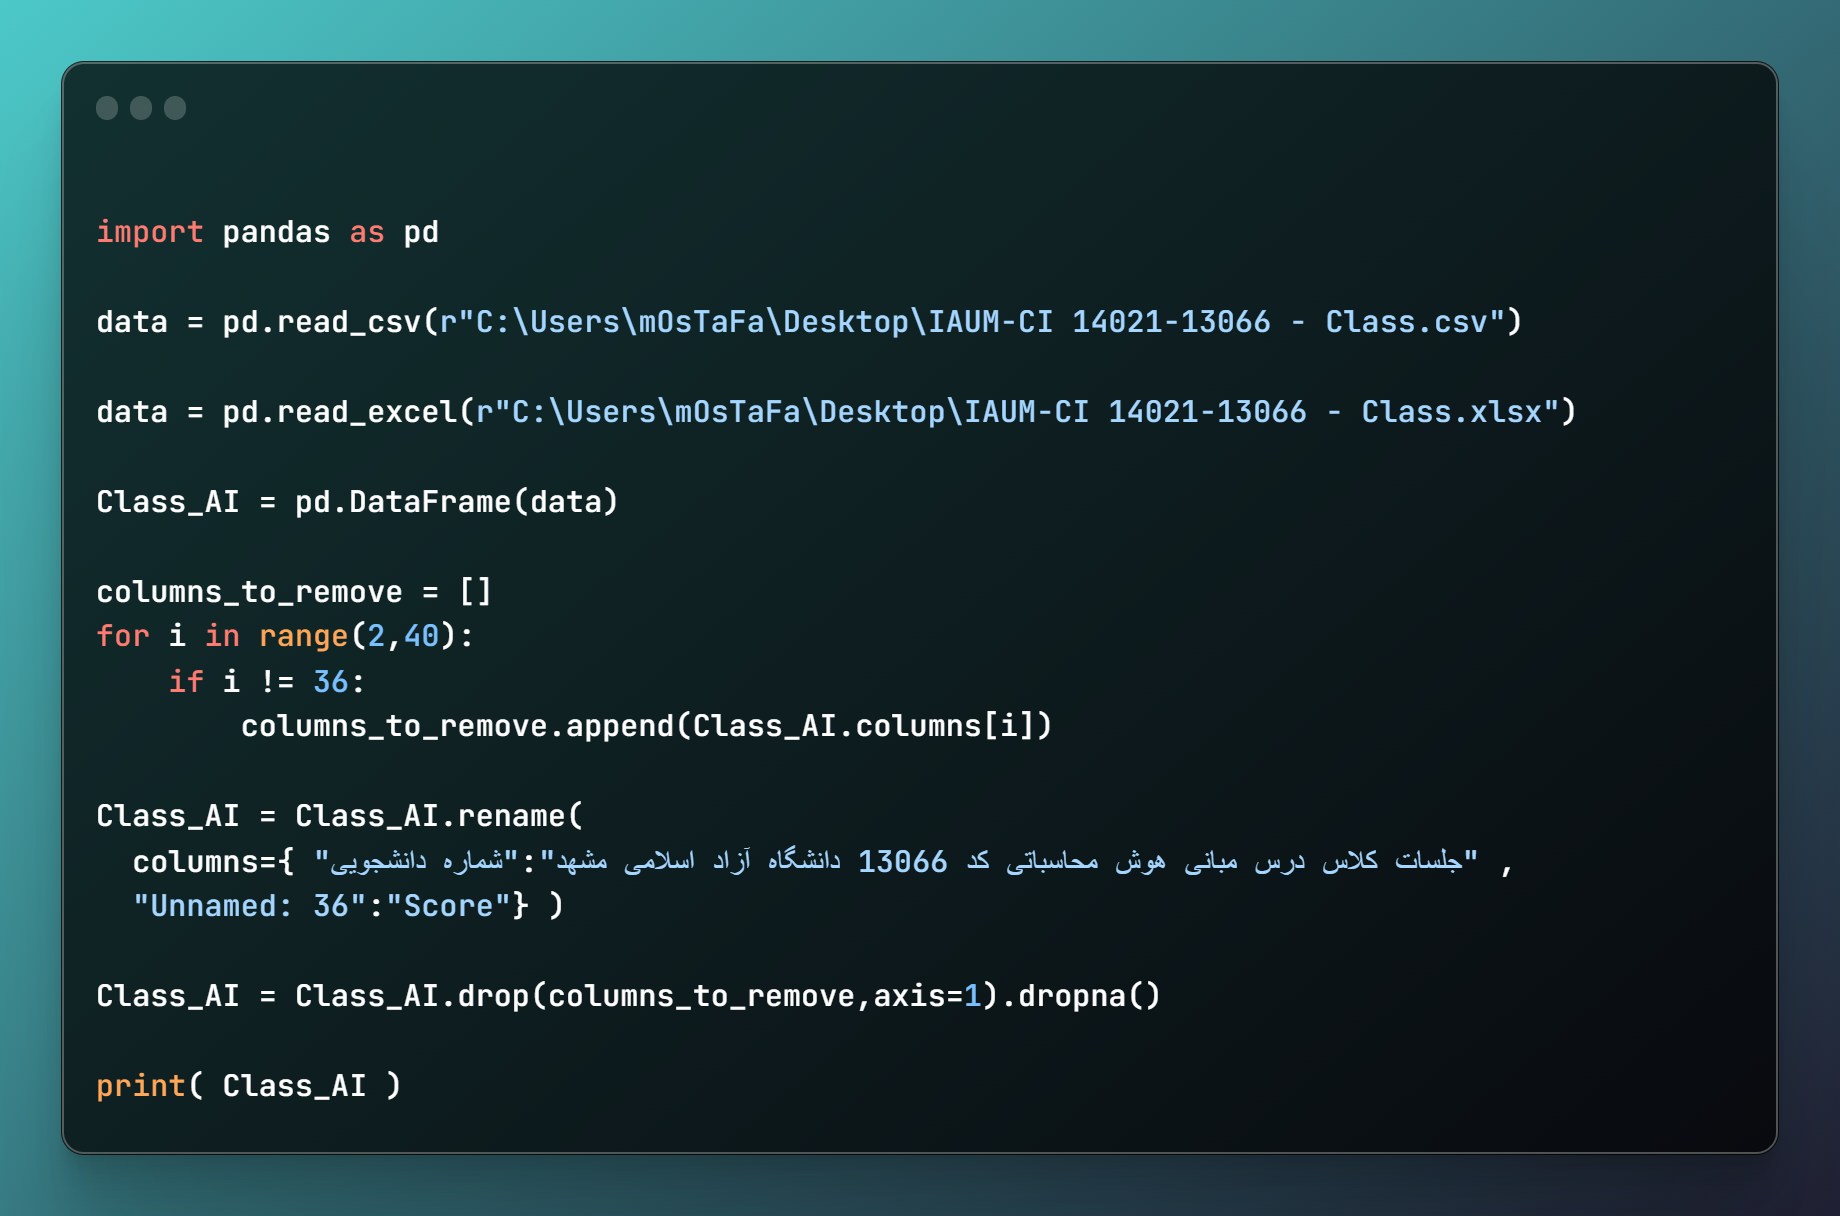 import pandas as pd
data = pd.read_csv(r"C:\Users\mOsTaFa\Desktop\IAUM-CI 14021-13066 - Class.csv")
data = pd.read_excel(r"C:\Users\mOsTaFa\Desktop\IAUM-CI 14021-13066 - Class.xlsx")
Class_AI = pd.DataFrame(data)
columns_to_remove = []
for i in range(2,40):
    if i != 36:
        columns_to_remove.append(Class_AI.columns[i])
Class_AI = Class_AI.rename(
  columns={ "جلسات کلاس درس مبانی هوش محاسباتی کد 13066 دانشگاه آزاد اسلامی مشهد":"شماره دانشجویی" ,
  "Unnamed: 36":"Score"} )
Class_AI = Class_AI.drop(columns_to_remove,axis=1).dropna()
print( Class_AI )